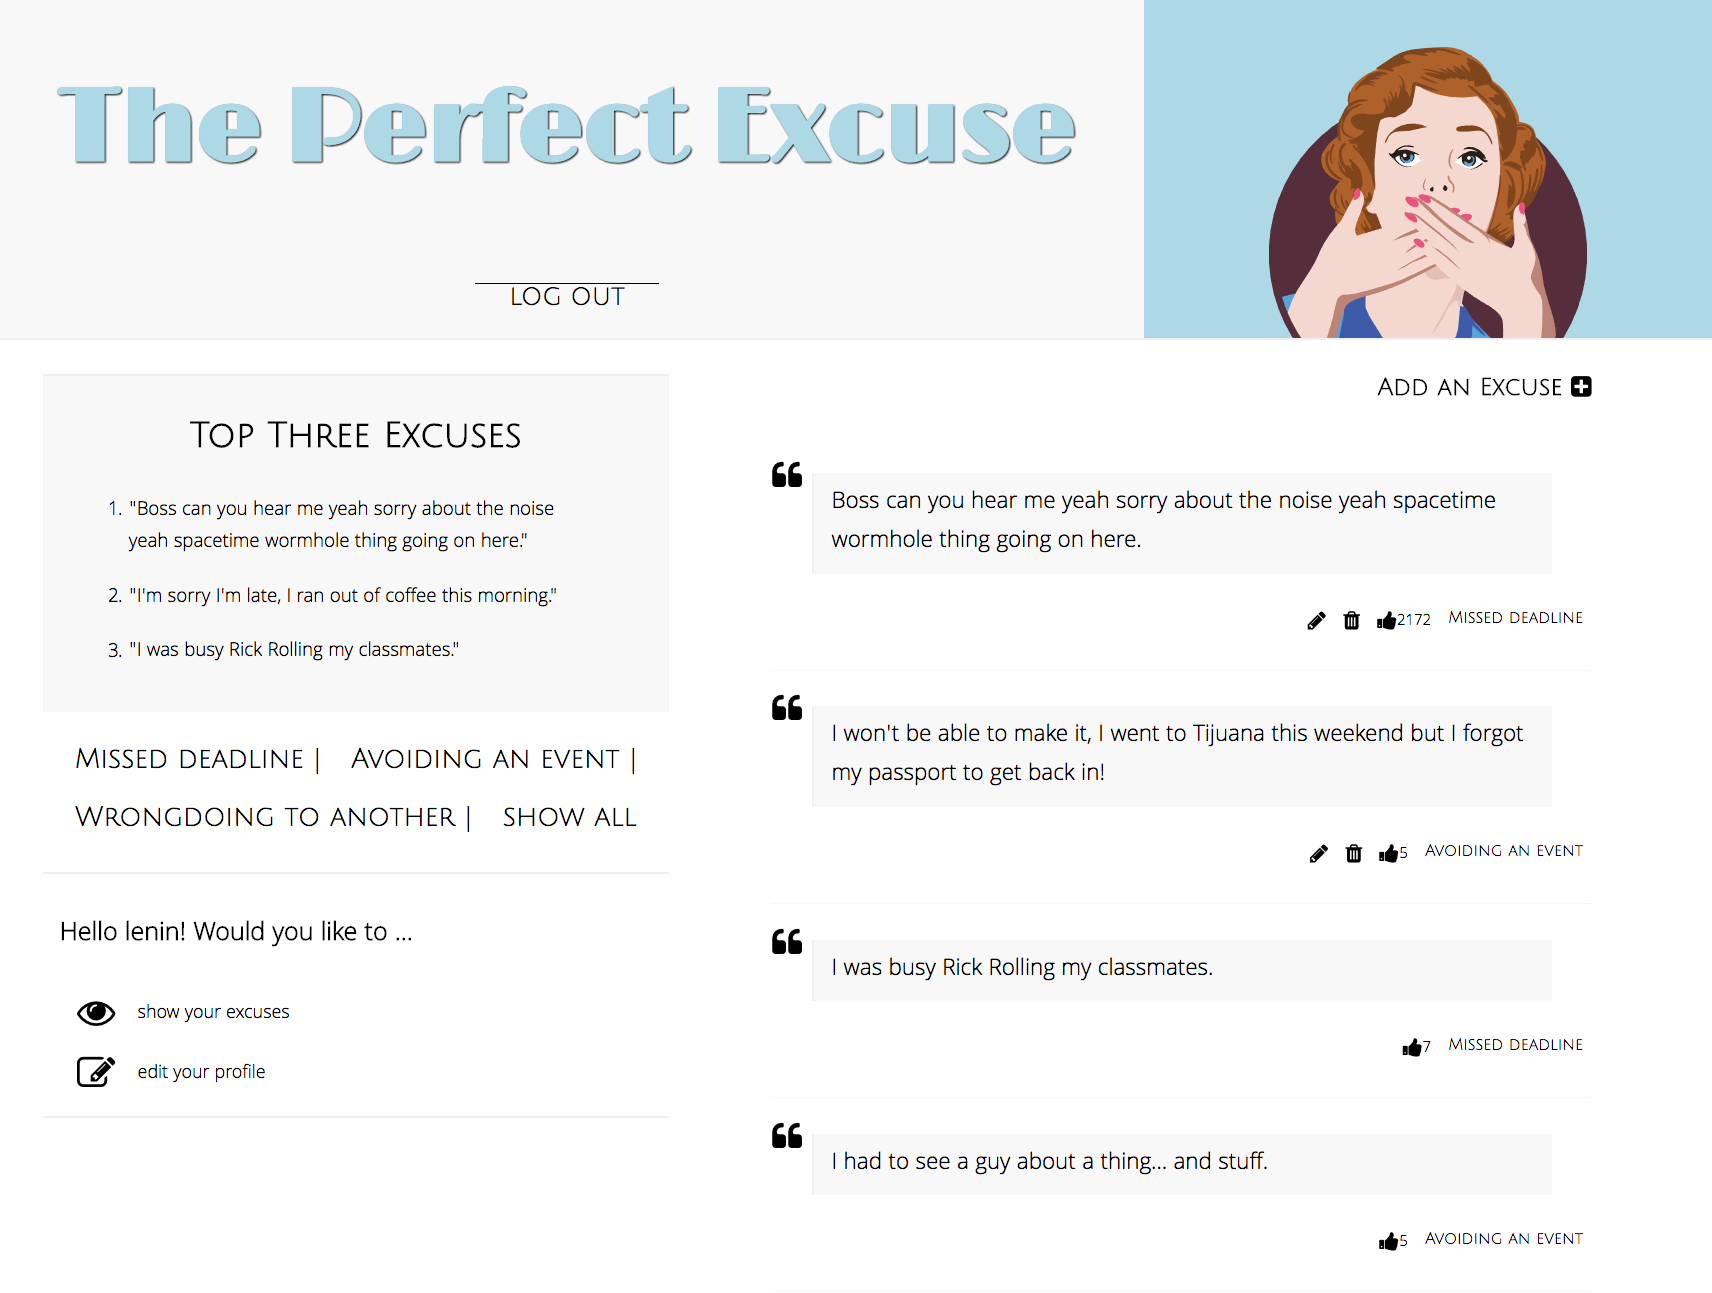 The Perfect Excuse
LOG OUT
Top Three Excuses
1. "Boss can you hear me yeah sorry about the noise
yeah spacetime wormhole thing going on here."
2. "I'm sorry I'm late, I ran out of coffee this morning."
3. "I was busy Rick Rolling my classmates."
Missed deadline | Avoiding an event |
Wrongdoing to another | show all
Hello lenin! Would you like to ...
show your excuses
edit your profile
Add an Excuse
Boss can you hear me yeah sorry about the noise yeah spacetime
wormhole thing going on here.
2172 Missed deadline
I won't be able to make it, I went to Tijuana this weekend but I forgot
my passport to get back in!
5 Avoiding an event
I was busy Rick Rolling my classmates.
7 Missed deadline
I had to see a guy about a thing... and stuff.
5 Avoiding an event